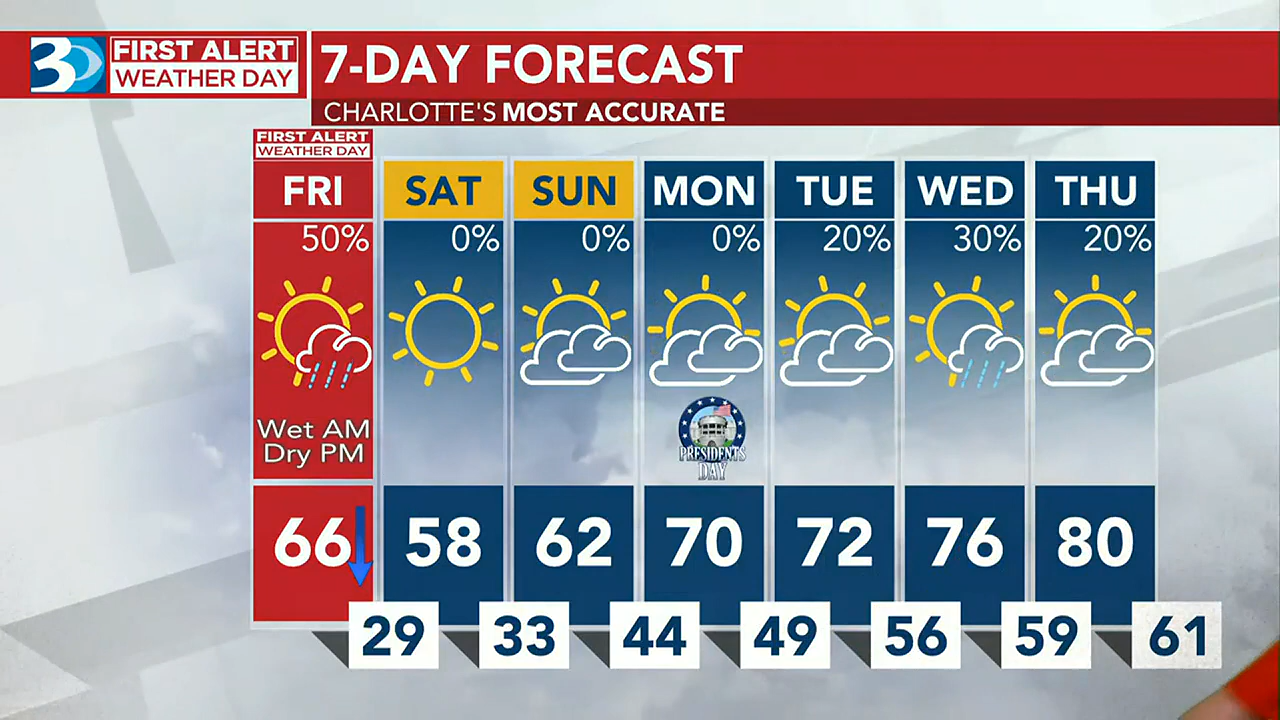 3
FIRST ALERT
WEATHER DAY
7-DAY FORECAST
CHARLOTTE'S MOST ACCURATE
FIRST ALERT
WEATHER DAY
FRI SAT SUN MON TUE WED THU
50% 0% 0% 0% 20% 30% 20%
Wet AM
Dry PM
PRESIDENTS
DAY
66 58 62 70 72 76 80
29 33 44 49 56 59 61